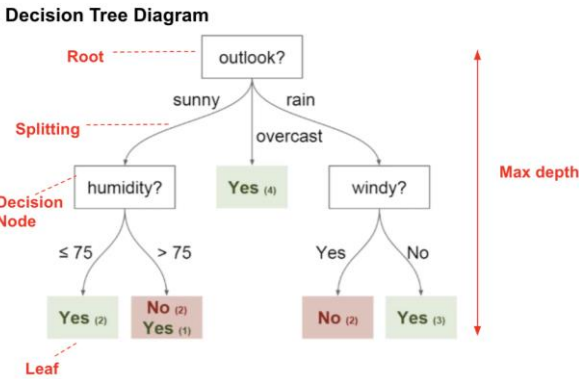 Decision Tree Diagram
Root
outlook?
sunny
rain
Splitting
overcast
Max depth
Decision
Node
humidity?
Yes (4)
windy?
≤ 75
> 75
Yes
No
Yes (2)
No (2)
Yes (1)
No (2)
Yes (3)
Leaf